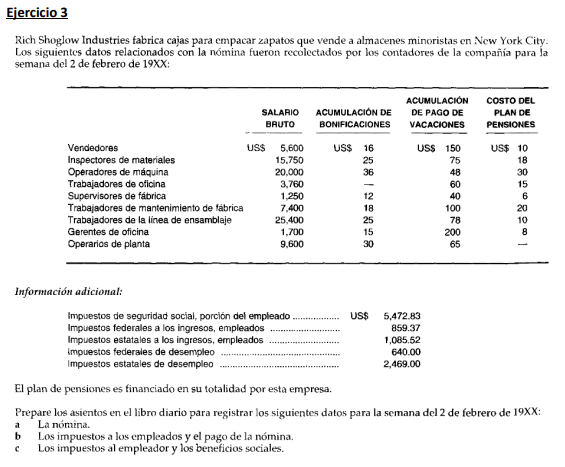 Ejercicio 3
Rich Shoglow Industries fabrica cajas para empacar zapatos que vende a almacenes minoristas en New York City.
Los siguientes datos relacionados con la nómina fueron recolectados por los contadores de la compañía para la
semana del 2 de febrero de 19XX:
SALARIO BRUTO ACUMULACIÓN DE BONIFICACIONES ACUMULACIÓN DE PAGO DE VACACIONES COSTO DEL PLAN DE PENSIONES
Vendedores US$ 5,600 US$ 16 US$ 150 US$ 10
Inspectores de materiales 15,750 25 75 18
Operadores de máquina 20,000 36 48 30
Trabajadores de oficina 3,760 — 60 15
Supervisores de fábrica 1,250 12 40 6
Trabajadores de mantenimiento de fábrica 7,400 18 100 20
Trabajadores de la línea de ensamblaje 25,400 25 78 10
Gerentes de oficina 1,700 15 200 8
Operarios de planta 9,600 30 65 —
Información adicional:
Impuestos de seguridad social, porción del empleado .................. US$ 5,472.83
Impuestos federales a los ingresos, empleados .......................... 859.37
Impuestos estatales a los ingresos, empleados .......................... 1,085.52
Impuestos federales de desempleo ............................................ 640.00
Impuestos estatales de desempleo ............................................ 2,469.00
El plan de pensiones es financiado en su totalidad por esta empresa.
Prepare los asientos en el libro diario para registrar los siguientes datos para la semana del 2 de febrero de 19XX:
a La nómina.
b Los impuestos a los empleados y el pago de la nómina.
c Los impuestos al empleador y los beneficios sociales.